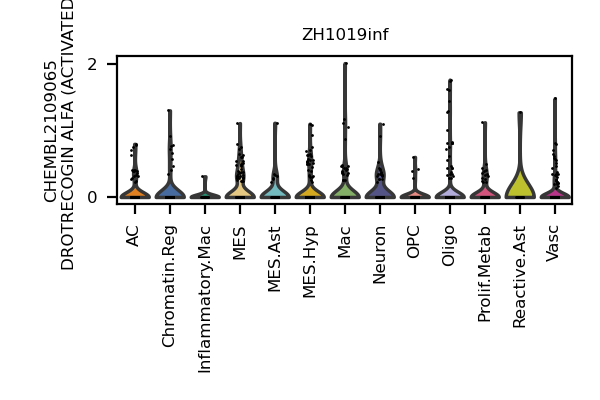 ZH1019inf
CHEMBL2109065
DROTRECOGIN ALFA (ACTIVATED
2
0
AC
Chromatin.Reg
Inflammatory.Mac
MES
MES.Ast
MES.Hyp
Mac
Neuron
OPC
Oligo
Prolif.Metab
Reactive.Ast
Vasc